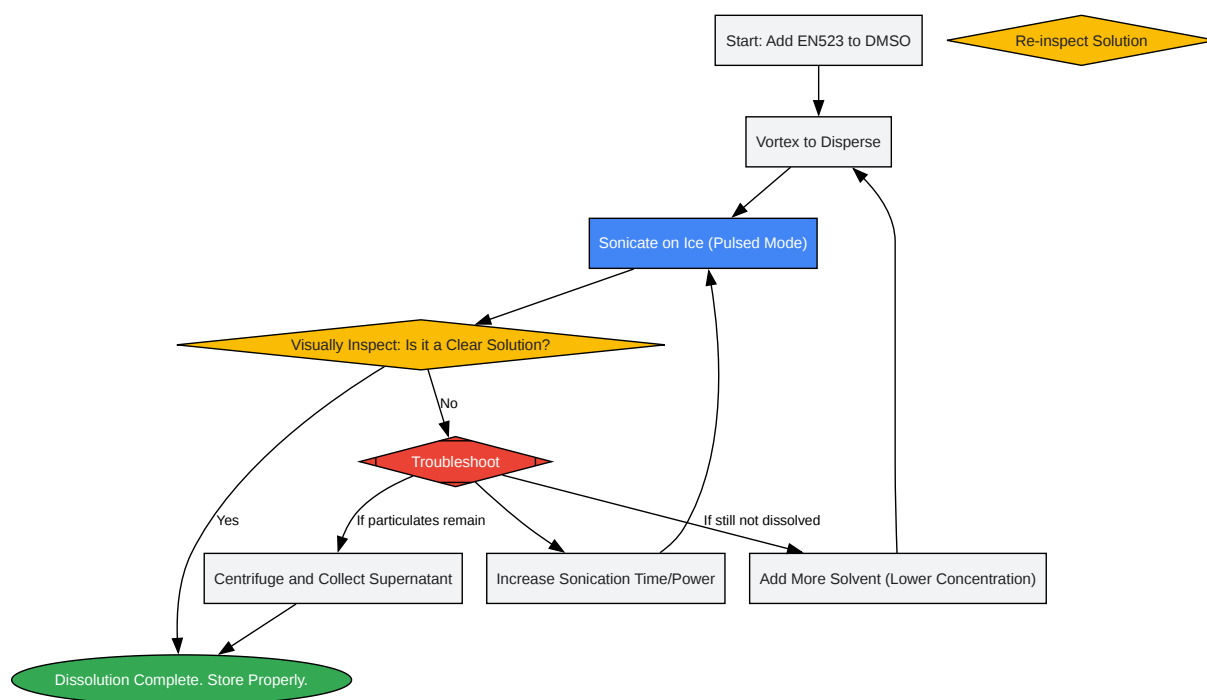 Start: Add EN523 to DMSO
Re-inspect Solution
Vortex to Disperse
Sonicate on Ice (Pulsed Mode)
Visually Inspect: Is it a Clear Solution?
No
Troubleshoot
Yes
If particulates remain
If still not dissolved
Centrifuge and Collect Supernatant
Increase Sonication Time/Power
Add More Solvent (Lower Concentration)
Dissolution Complete. Store Properly.